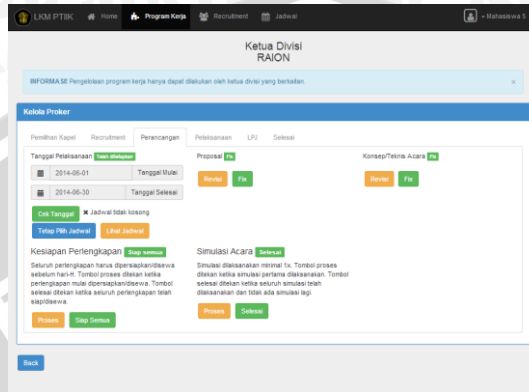 LKM PTIIK Home Program Kerja Recruitment Jadwal - Mahasiswa S
Ketua Divisi
RAION
INFORMASI! Pengelolaan program kerja hanya dapat dilakukan oleh ketua divisi yang berkaitan. ×
Kelola Proker
Pemilihan Kapel Recruitment Perancangan Pelaksanaan LPJ Selesai
Tanggal Pelaksanaan Telah ditetapkan Proposal Fix Konsep/Teknis Acara Fix
2014-06-01 Tanggal Mulai Revisi Fix Revisi Fix
2014-06-30 Tanggal Selesai
Cek Tanggal ✖ Jadwal tidak kosong
Tetap Pilih Jadwal Lihat Jadwal
Kesiapan Perlengkapan Siap semua
Seluruh perlengkapan harus dipersiapkan/disewa
sebelum hari-H. Tombol proses ditekan ketika
perlengkapan mulai dipersiapkan/disewa. Tombol
selesai ditekan ketika seluruh perlengkapan telah
siap/disewa.
Proses Siap Semua
Simulasi Acara Selesai
Simulasi dilaksanakan minimal 1x. Tombol proses
ditekan ketika simulasi pertama dilaksanakan. Tombol
selesai ditekan ketika seluruh simulasi telah
dilaksanakan dan tidak ada simulasi lagi.
Proses Selesai
Back